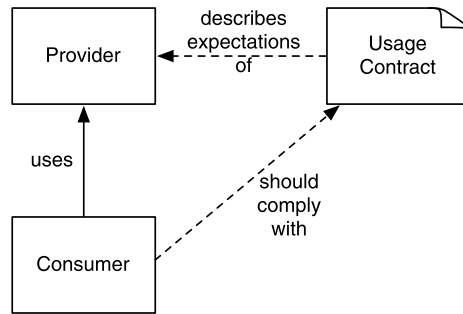 describes
expectations
of
Provider
Usage
Contract
uses
should
comply
with
Consumer